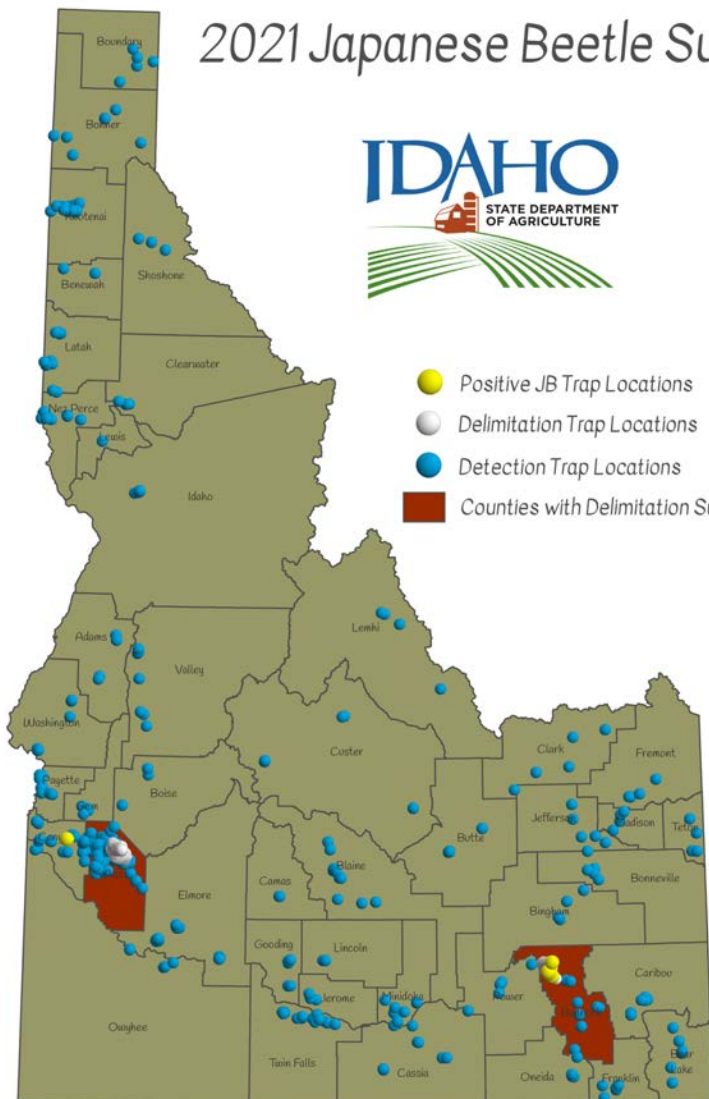 2021 Japanese Beetle Su
IDAHO
STATE DEPARTMENT
OF AGRICULTURE
Positive JB Trap Locations
Delimitation Trap Locations
Detection Trap Locations
Counties with Delimitation Su
Boundary
Bonner
Kootenai
Shoshone
Benewah
Latah
Clearwater
Nez Perce
Lewis
Idaho
Lemhi
Adams
Valley
Washington
Custer
Clark
Fremont
Payette
Gem
Boise
Butte
Jefferson
Madison
Teton
Blaine
Camas
Elmore
Bonneville
Bingham
Gooding
Lincoln
Caribou
Jerome
Minidoka
Power
Owyhee
Twin Falls
Cassia
Oneida
Franklin
Bear
Lake